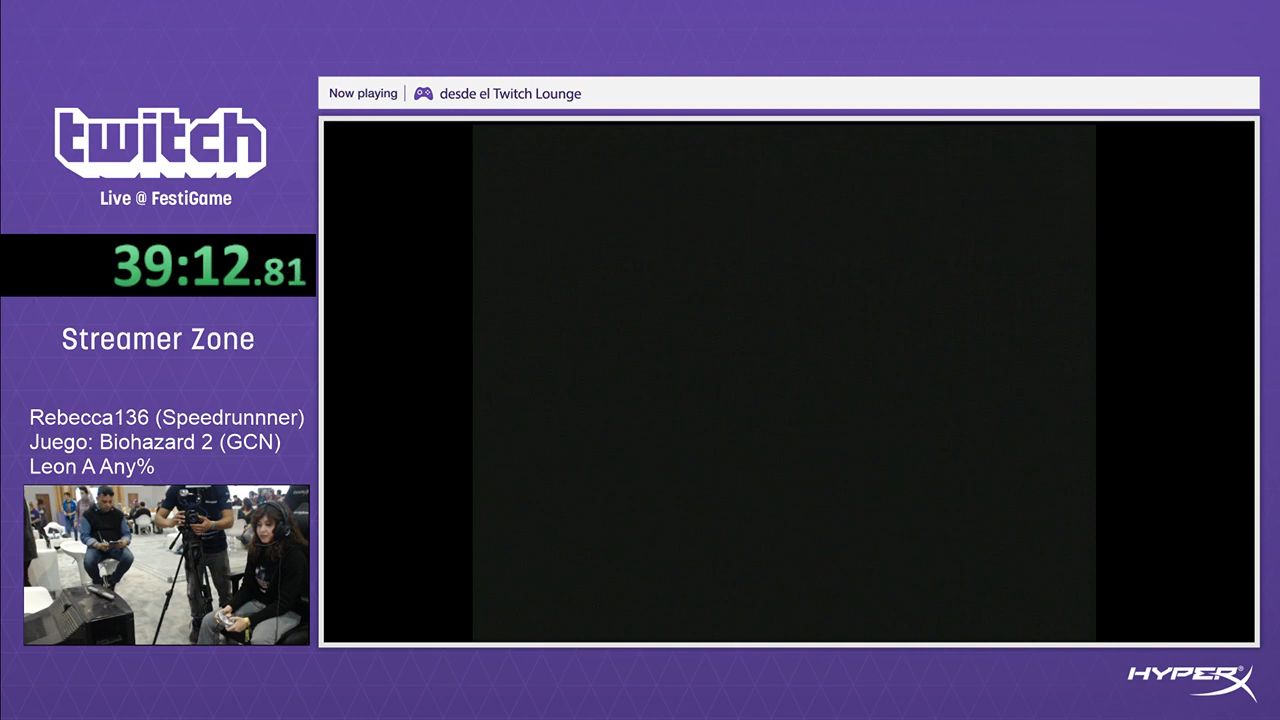 Now playing | desde el Twitch Lounge
twitch
Live @ FestiGame
39:12.81
Streamer Zone
Rebecca136 (Speedrunnner)
Juego: Biohazard 2 (GCN)
Leon A Any%
HYPERX